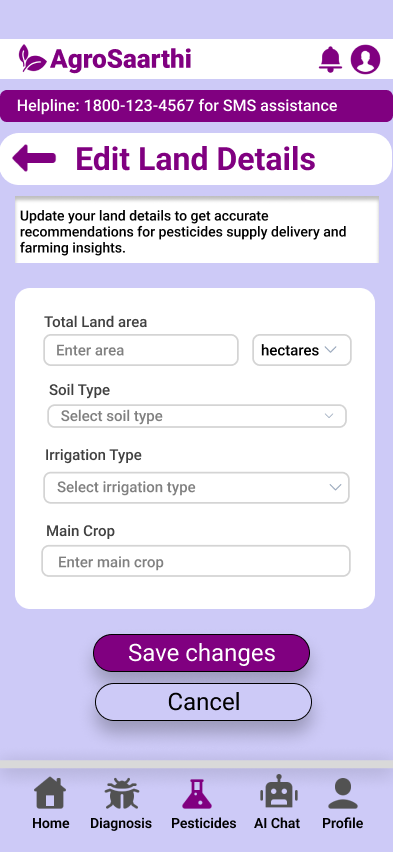 AgroSaarthi
Helpline: 1800-123-4567 for SMS assistance
Edit Land Details
Update your land details to get accurate
recommendations for pesticides supply delivery and
farming insights.
Total Land area
Enter area
hectares
Soil Type
Select soil type
Irrigation Type
Select irrigation type
Main Crop
Enter main crop
Save changes
Cancel
Home Diagnosis Pesticides AI Chat Profile